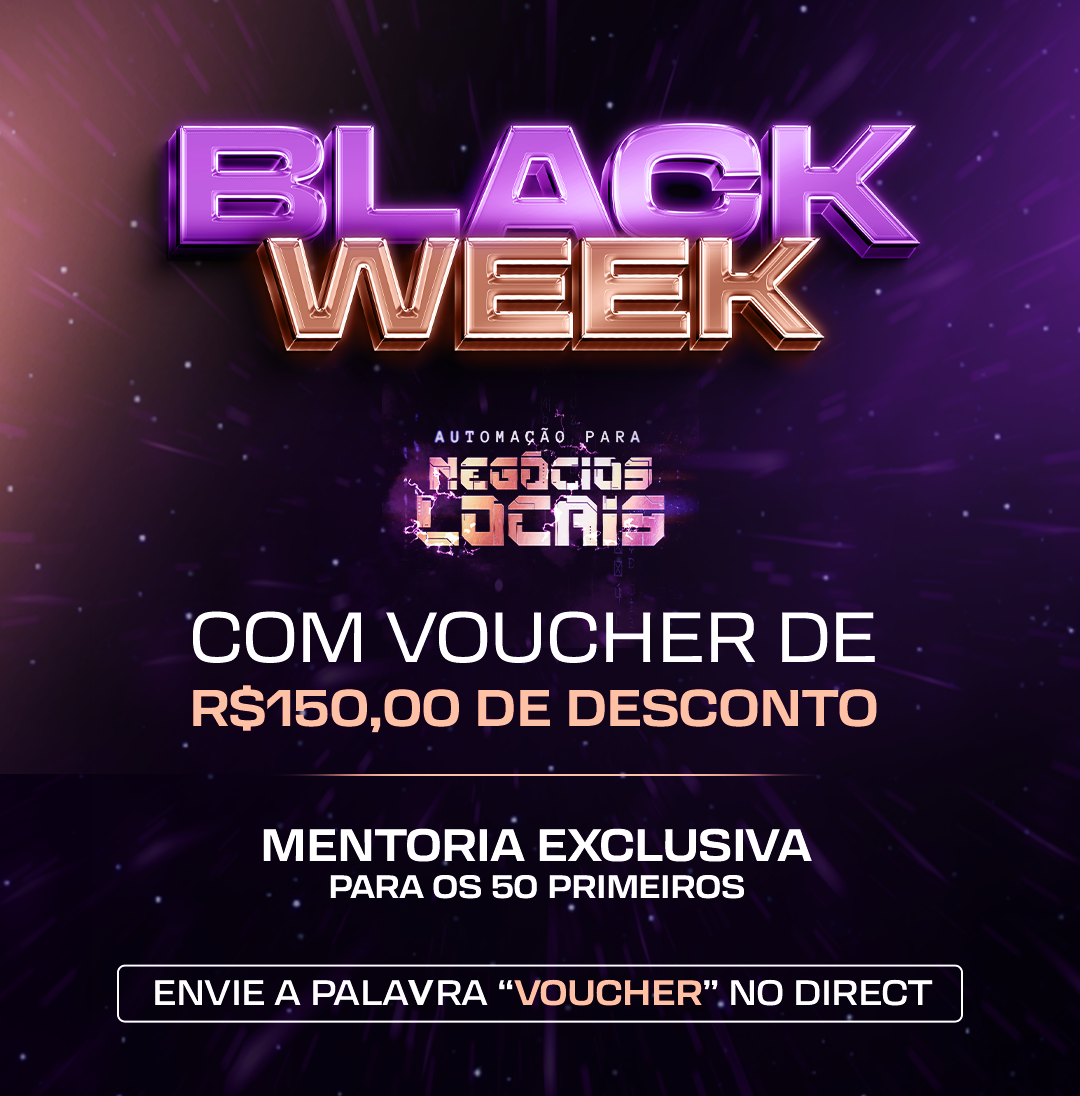 BLACK
WEEK
AUTOMAÇÃO PARA
NEGÓCIOS
LOCAIS
COM VOUCHER DE
R$150,00 DE DESCONTO
MENTORIA EXCLUSIVA
PARA OS 50 PRIMEIROS
ENVIE A PALAVRA “VOUCHER” NO DIRECT